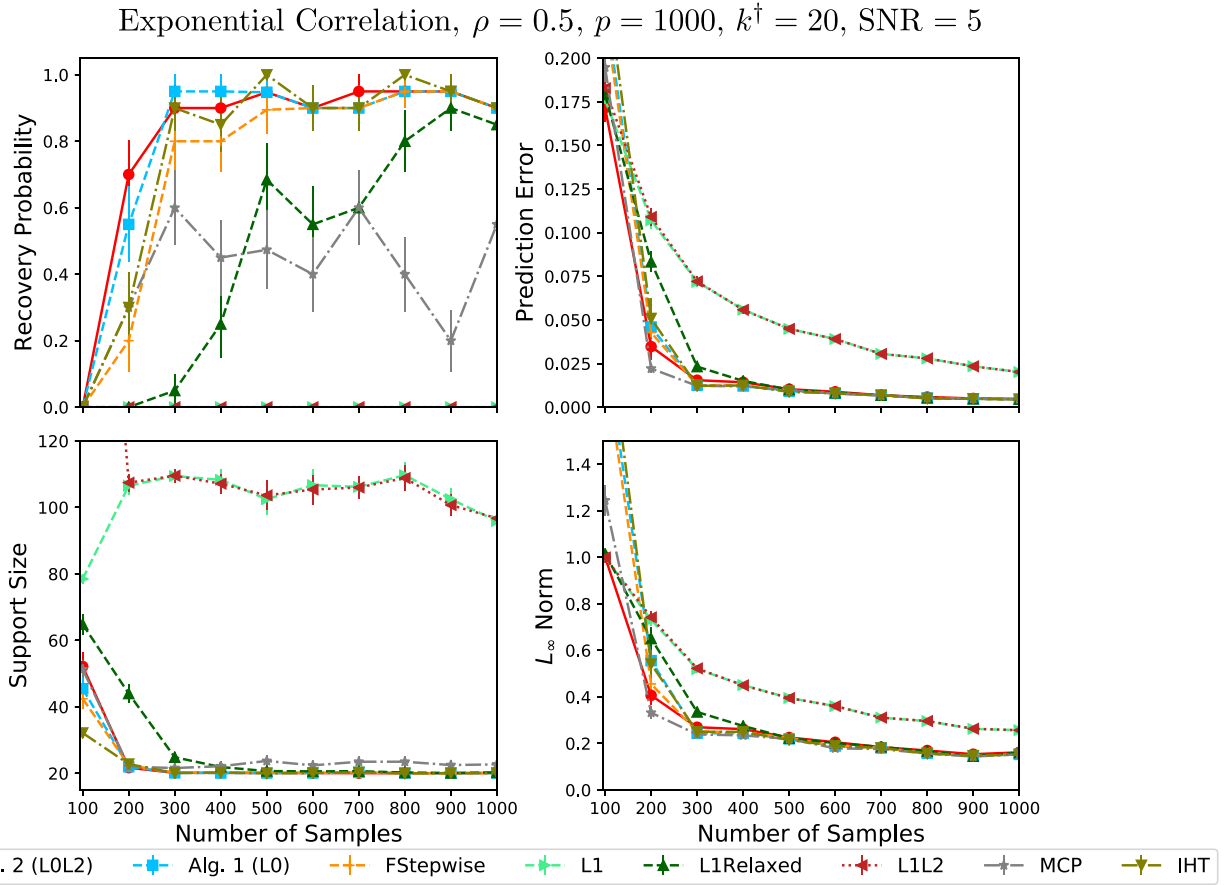 Exponential Correlation, ρ = 0.5, p = 1000, k† = 20, SNR = 5
Recovery Probability
1.0
0.8
0.6
0.4
0.2
0.0
Prediction Error
0.200
0.175
0.150
0.125
0.100
0.075
0.050
0.025
0.000
Support Size
120
100
80
60
40
20
100 200 300 400 500 600 700 800 900 1000
Number of Samples
L∞ Norm
1.4
1.2
1.0
0.8
0.6
0.4
0.2
0.0
100 200 300 400 500 600 700 800 900 1000
Number of Samples
. 2 (L0L2) Alg. 1 (L0) FStepwise L1 L1Relaxed L1L2 MCP IHT